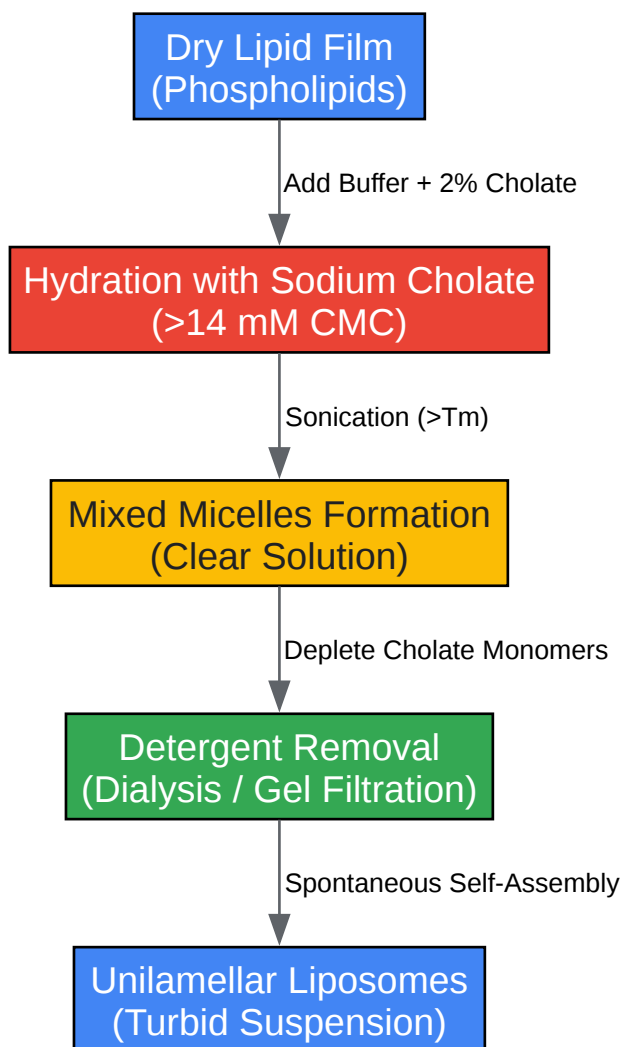 Dry Lipid Film
(Phospholipids)
Add Buffer + 2% Cholate
Hydration with Sodium Cholate
(>14 mM CMC)
Sonication (>Tm)
Mixed Micelles Formation
(Clear Solution)
Deplete Cholate Monomers
Detergent Removal
(Dialysis / Gel Filtration)
Spontaneous Self-Assembly
Unilamellar Liposomes
(Turbid Suspension)